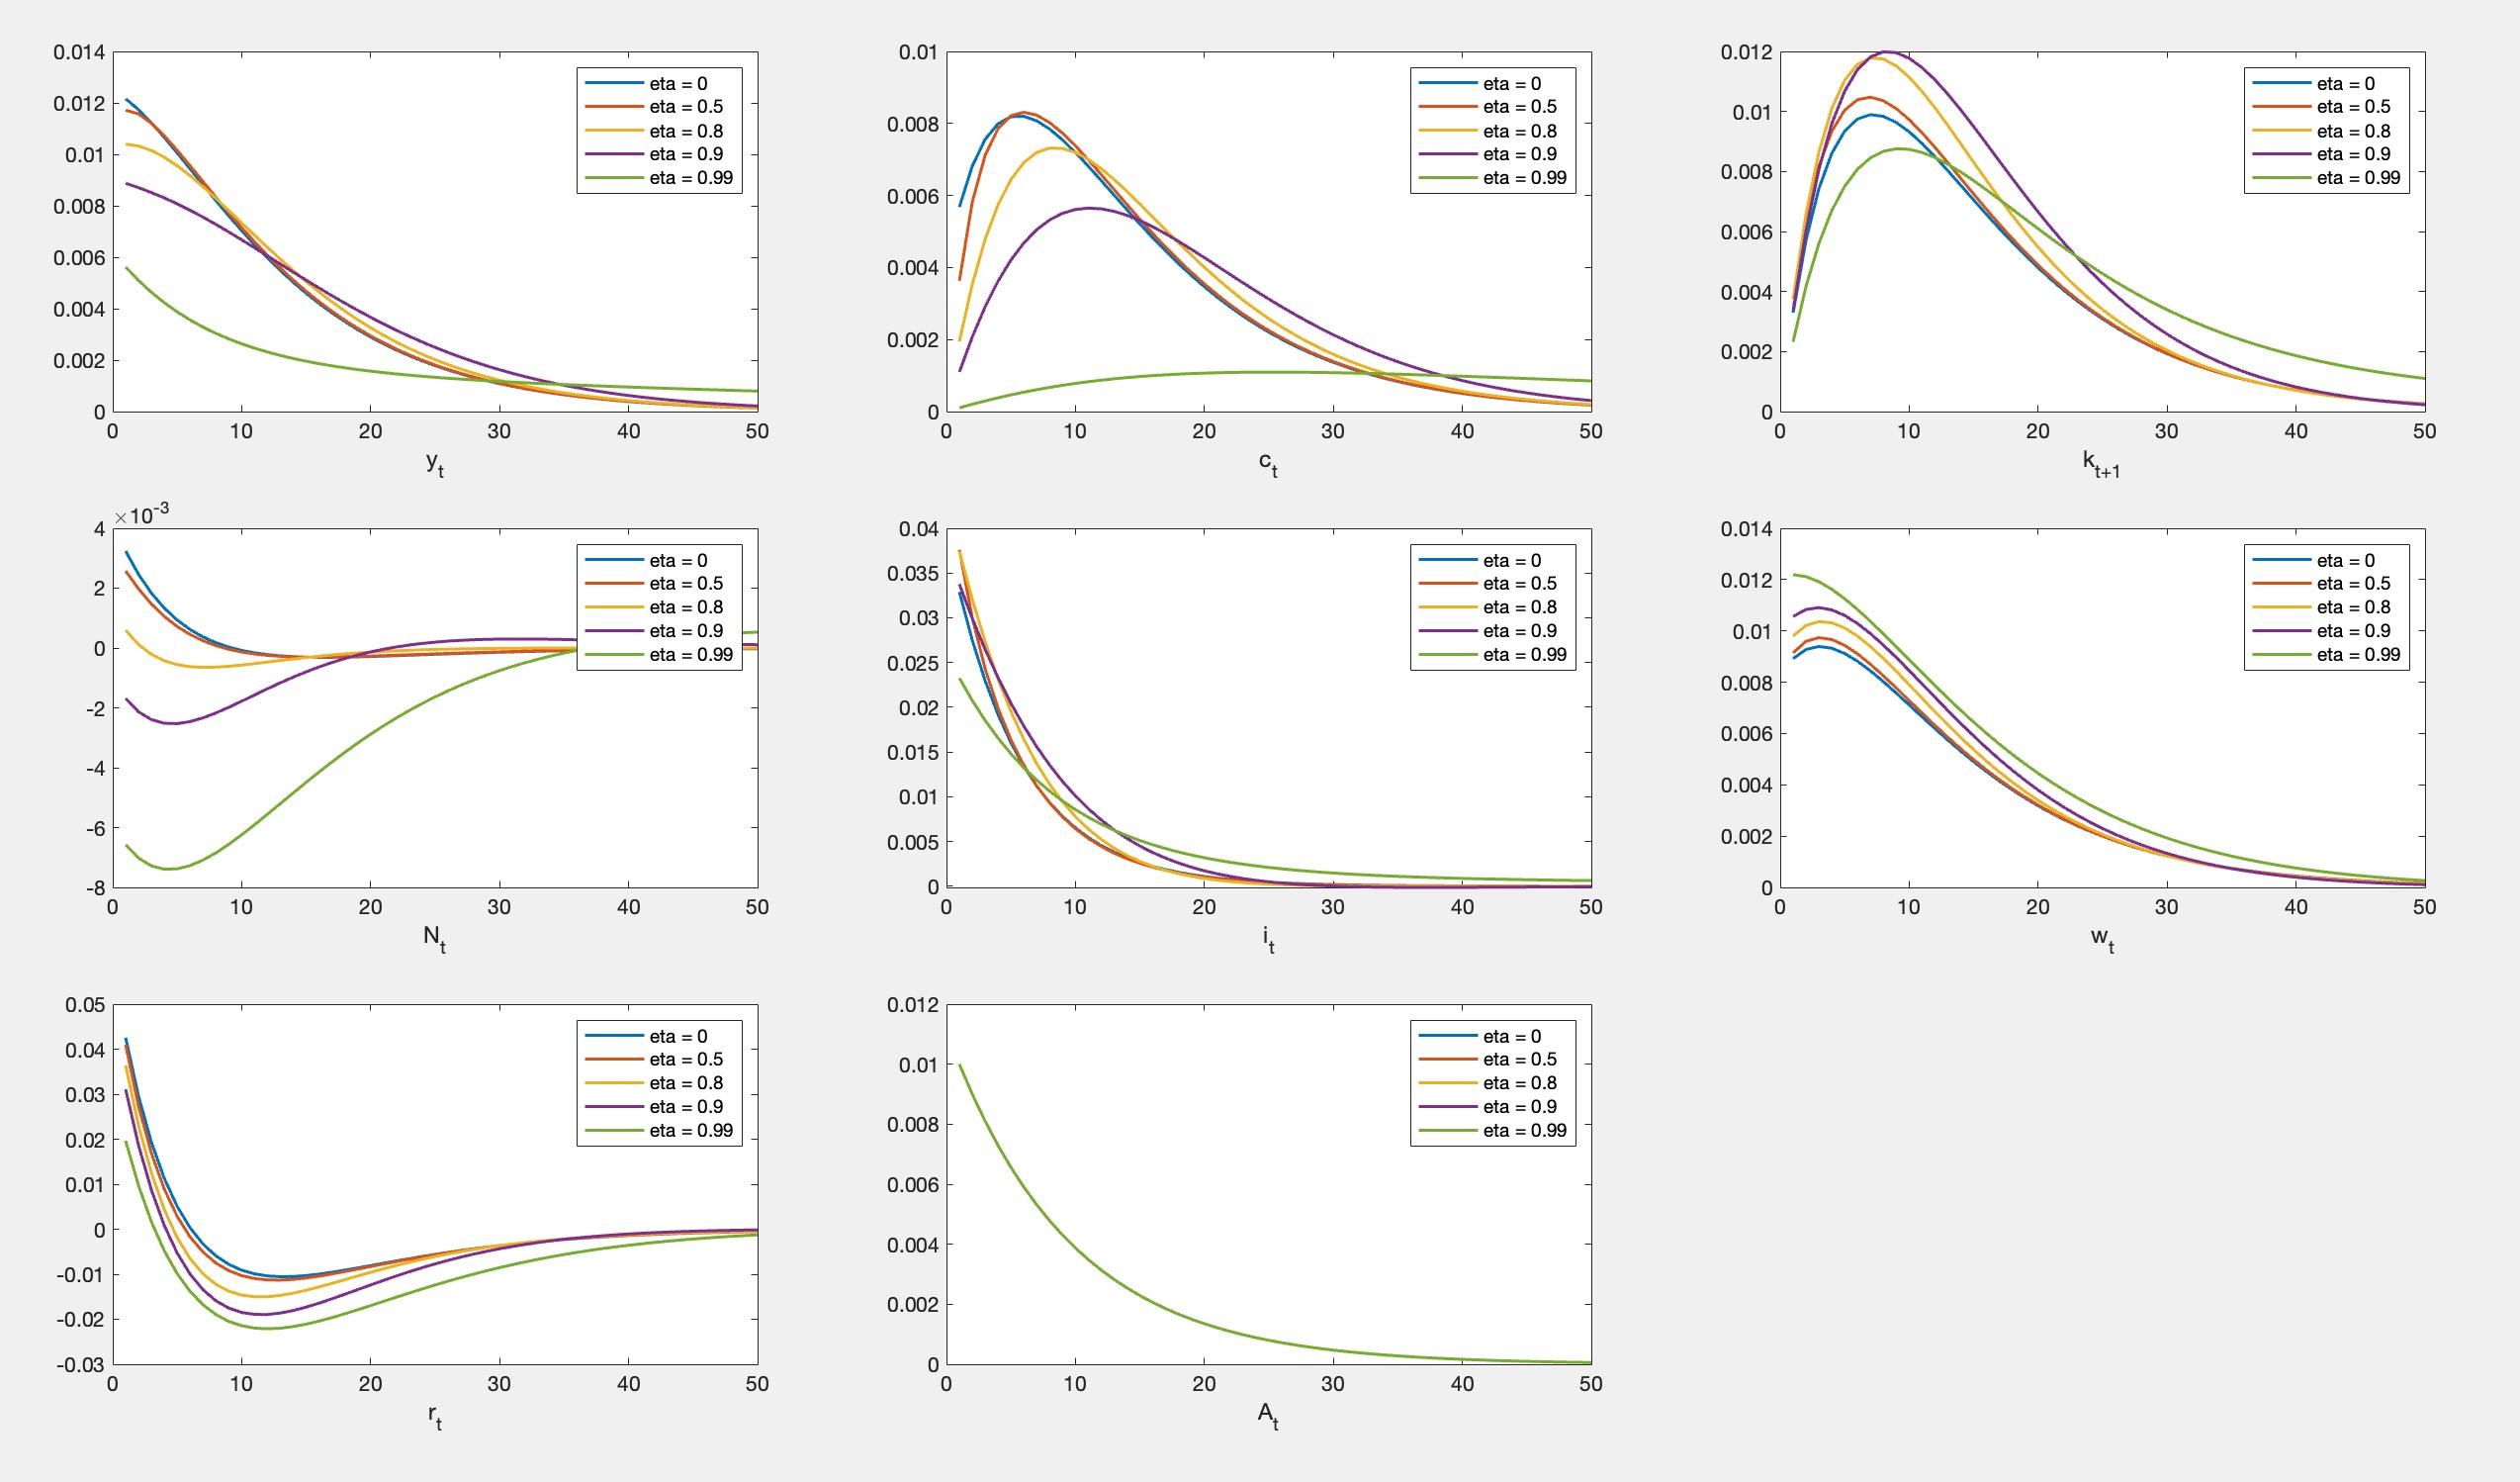 0.014
0.012
0.01
0.008
0.006
0.004
0.002
0
0 10 20 30 40 50
y_t
eta = 0
eta = 0.5
eta = 0.8
eta = 0.9
eta = 0.99
0.01
0.008
0.006
0.004
0.002
0
0 10 20 30 40 50
c_t
eta = 0
eta = 0.5
eta = 0.8
eta = 0.9
eta = 0.99
0.012
0.01
0.008
0.006
0.004
0.002
0
0 10 20 30 40 50
k_{t+1}
eta = 0
eta = 0.5
eta = 0.8
eta = 0.9
eta = 0.99
×10^{-3}
4
2
0
-2
-4
-6
-8
0 10 20 30 40 50
N_t
eta = 0
eta = 0.5
eta = 0.8
eta = 0.9
eta = 0.99
0.04
0.035
0.03
0.025
0.02
0.015
0.01
0.005
0
0 10 20 30 40 50
i_t
eta = 0
eta = 0.5
eta = 0.8
eta = 0.9
eta = 0.99
0.014
0.012
0.01
0.008
0.006
0.004
0.002
0
0 10 20 30 40 50
w_t
eta = 0
eta = 0.5
eta = 0.8
eta = 0.9
eta = 0.99
0.05
0.04
0.03
0.02
0.01
0
-0.01
-0.02
-0.03
0 10 20 30 40 50
r_t
eta = 0
eta = 0.5
eta = 0.8
eta = 0.9
eta = 0.99
0.012
0.01
0.008
0.006
0.004
0.002
0
0 10 20 30 40 50
A_t
eta = 0
eta = 0.5
eta = 0.8
eta = 0.9
eta = 0.99